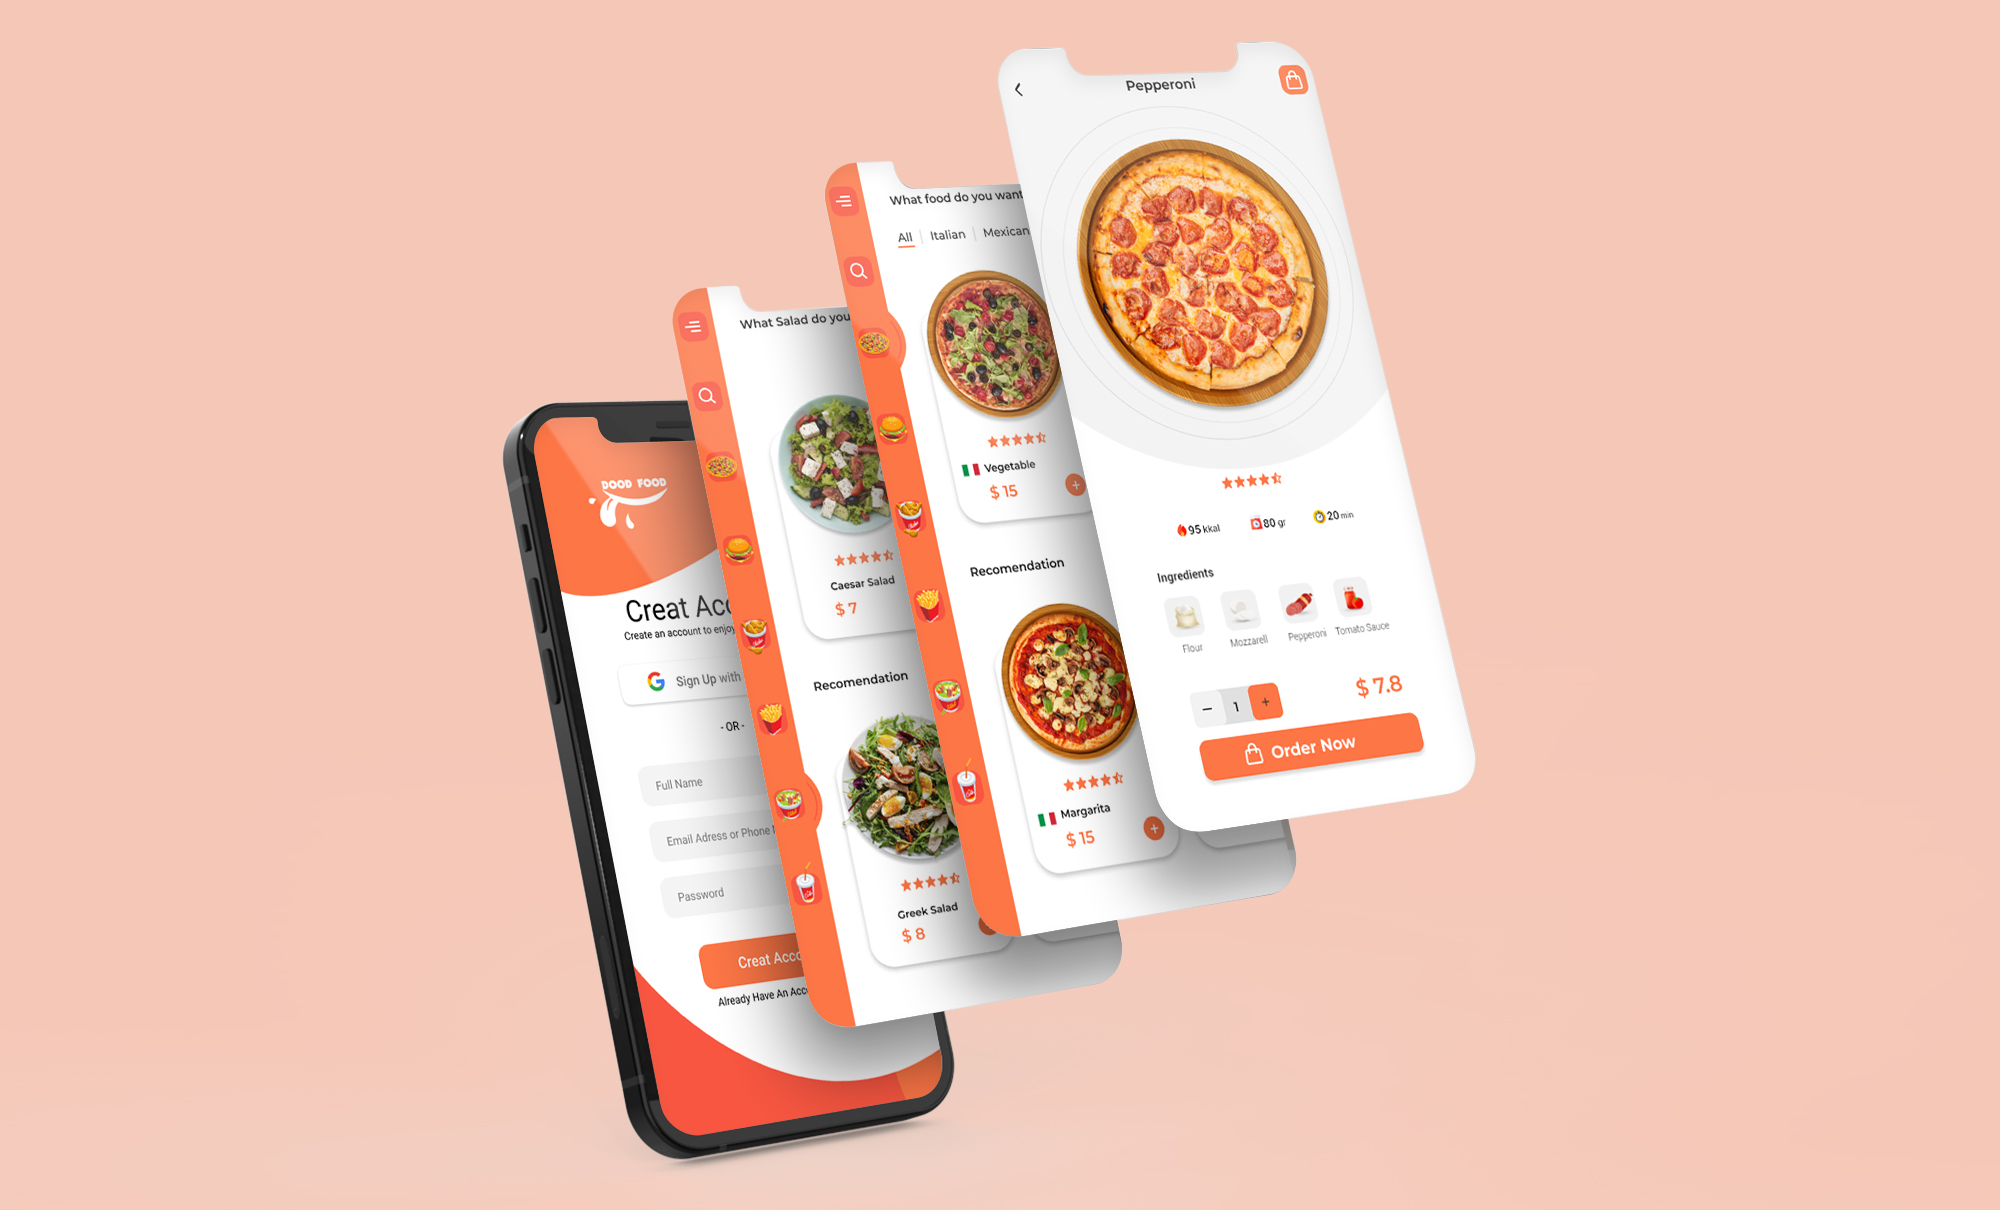 DOOD FOOD
Creat Acc
Create an account to enjoy
Sign Up with
- OR -
Full Name
Email Adress or Phone
Password
Creat Acco
Already Have An Acc
What Salad do you
Caesar Salad
$ 7
Recomendation
Greek Salad
$ 8
What food do you want
All | Italian | Mexican
Vegetable
$ 15
+
Recomendation
Margarita
$ 15
+
Pepperoni
95 kkal 80 gr 20 min
Ingredients
Flour Mozzarell Pepperoni Tomato Sauce
− 1 + $ 7.8
Order Now